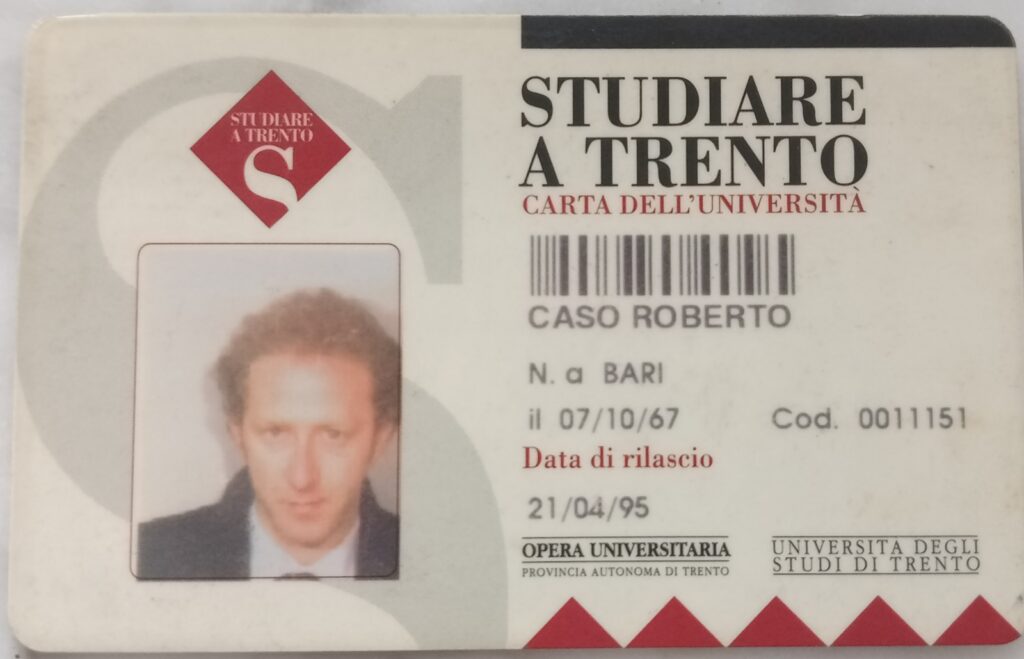 STUDIARE
A TRENTO
S
STUDIARE
A TRENTO
CARTA DELL'UNIVERSITÀ
CASO ROBERTO
N. a BARI
il 07/10/67 Cod. 0011151
Data di rilascio
21/04/95
OPERA UNIVERSITARIA
PROVINCIA AUTONOMA DI TRENTO
UNIVERSITÀ DEGLI
STUDI DI TRENTO